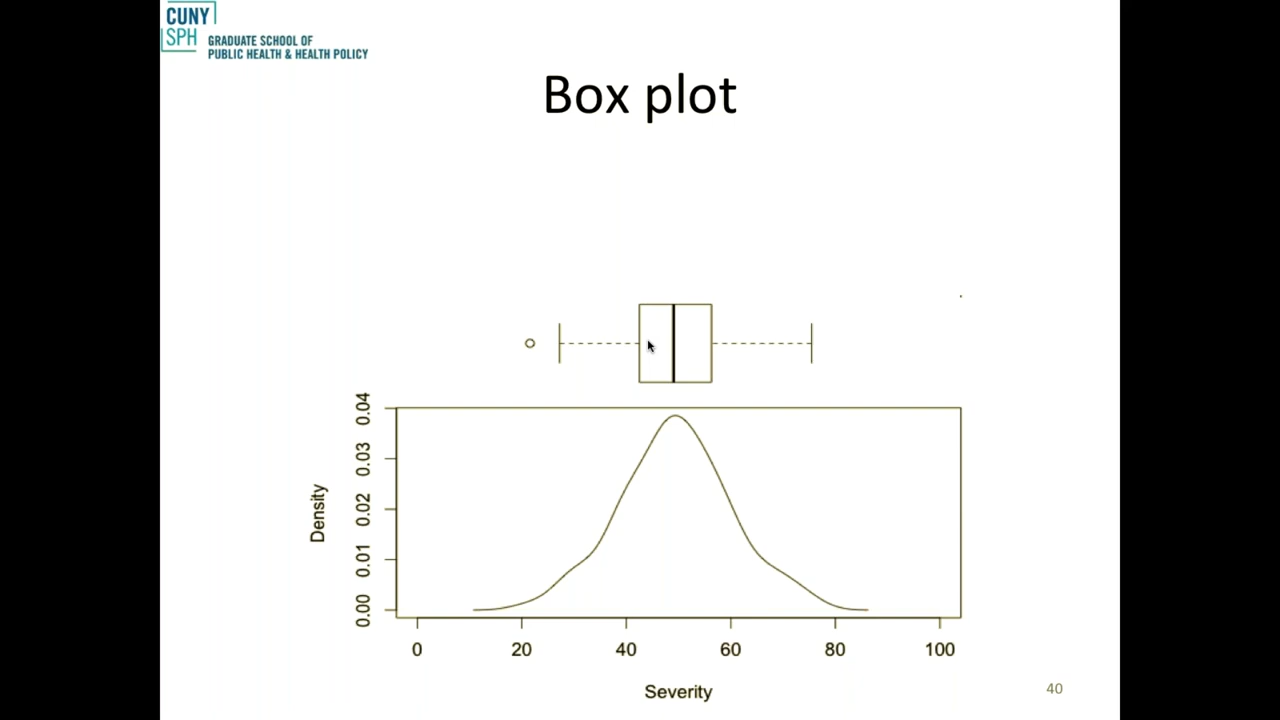 CUNY
SPH
GRADUATE SCHOOL OF
PUBLIC HEALTH & HEALTH POLICY
Box plot
0.04
0.03
0.02
0.01
0.00
Density
0 20 40 60 80 100
Severity
40